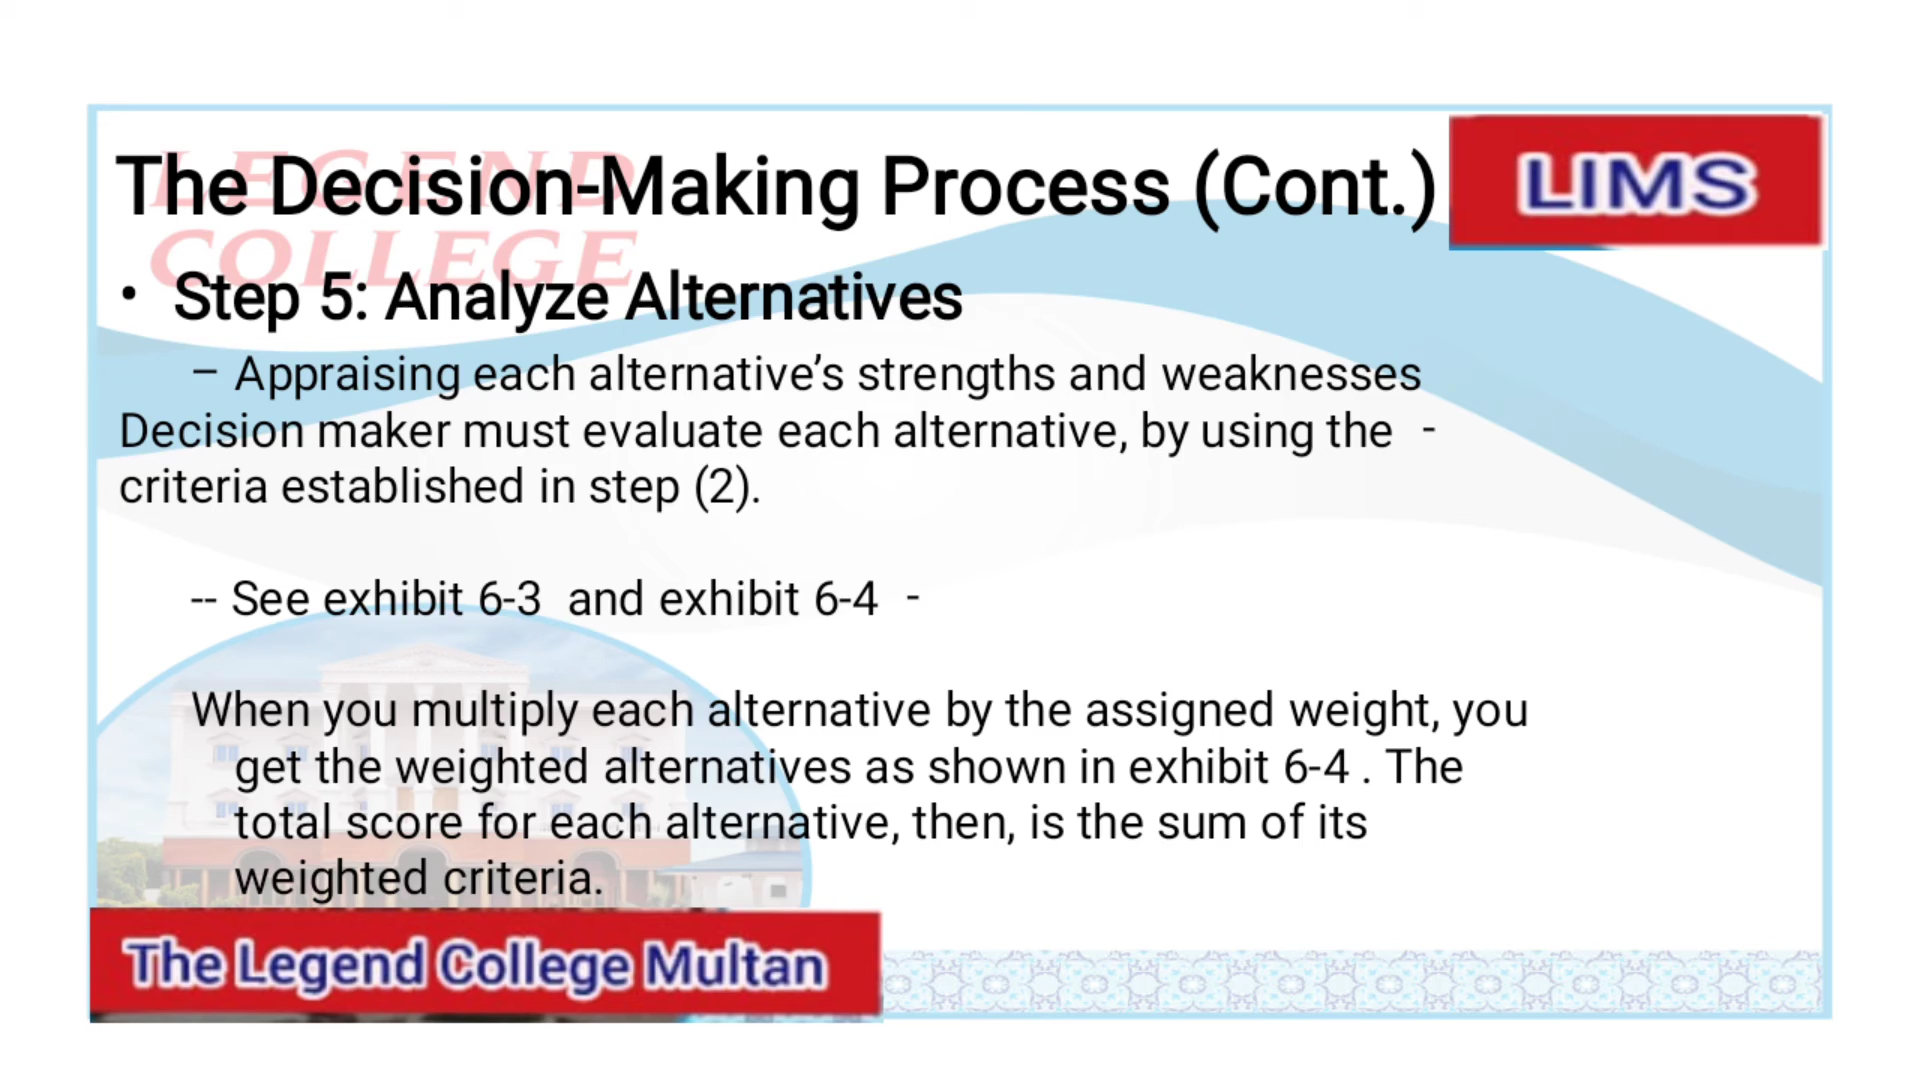 LEGEND
COLLEGE
The Decision-Making Process (Cont.)
LIMS
• Step 5: Analyze Alternatives
– Appraising each alternative’s strengths and weaknesses
Decision maker must evaluate each alternative, by using the -
criteria established in step (2).
-- See exhibit 6-3 and exhibit 6-4 -
When you multiply each alternative by the assigned weight, you
get the weighted alternatives as shown in exhibit 6-4 . The
total score for each alternative, then, is the sum of its
weighted criteria.
The Legend College Multan